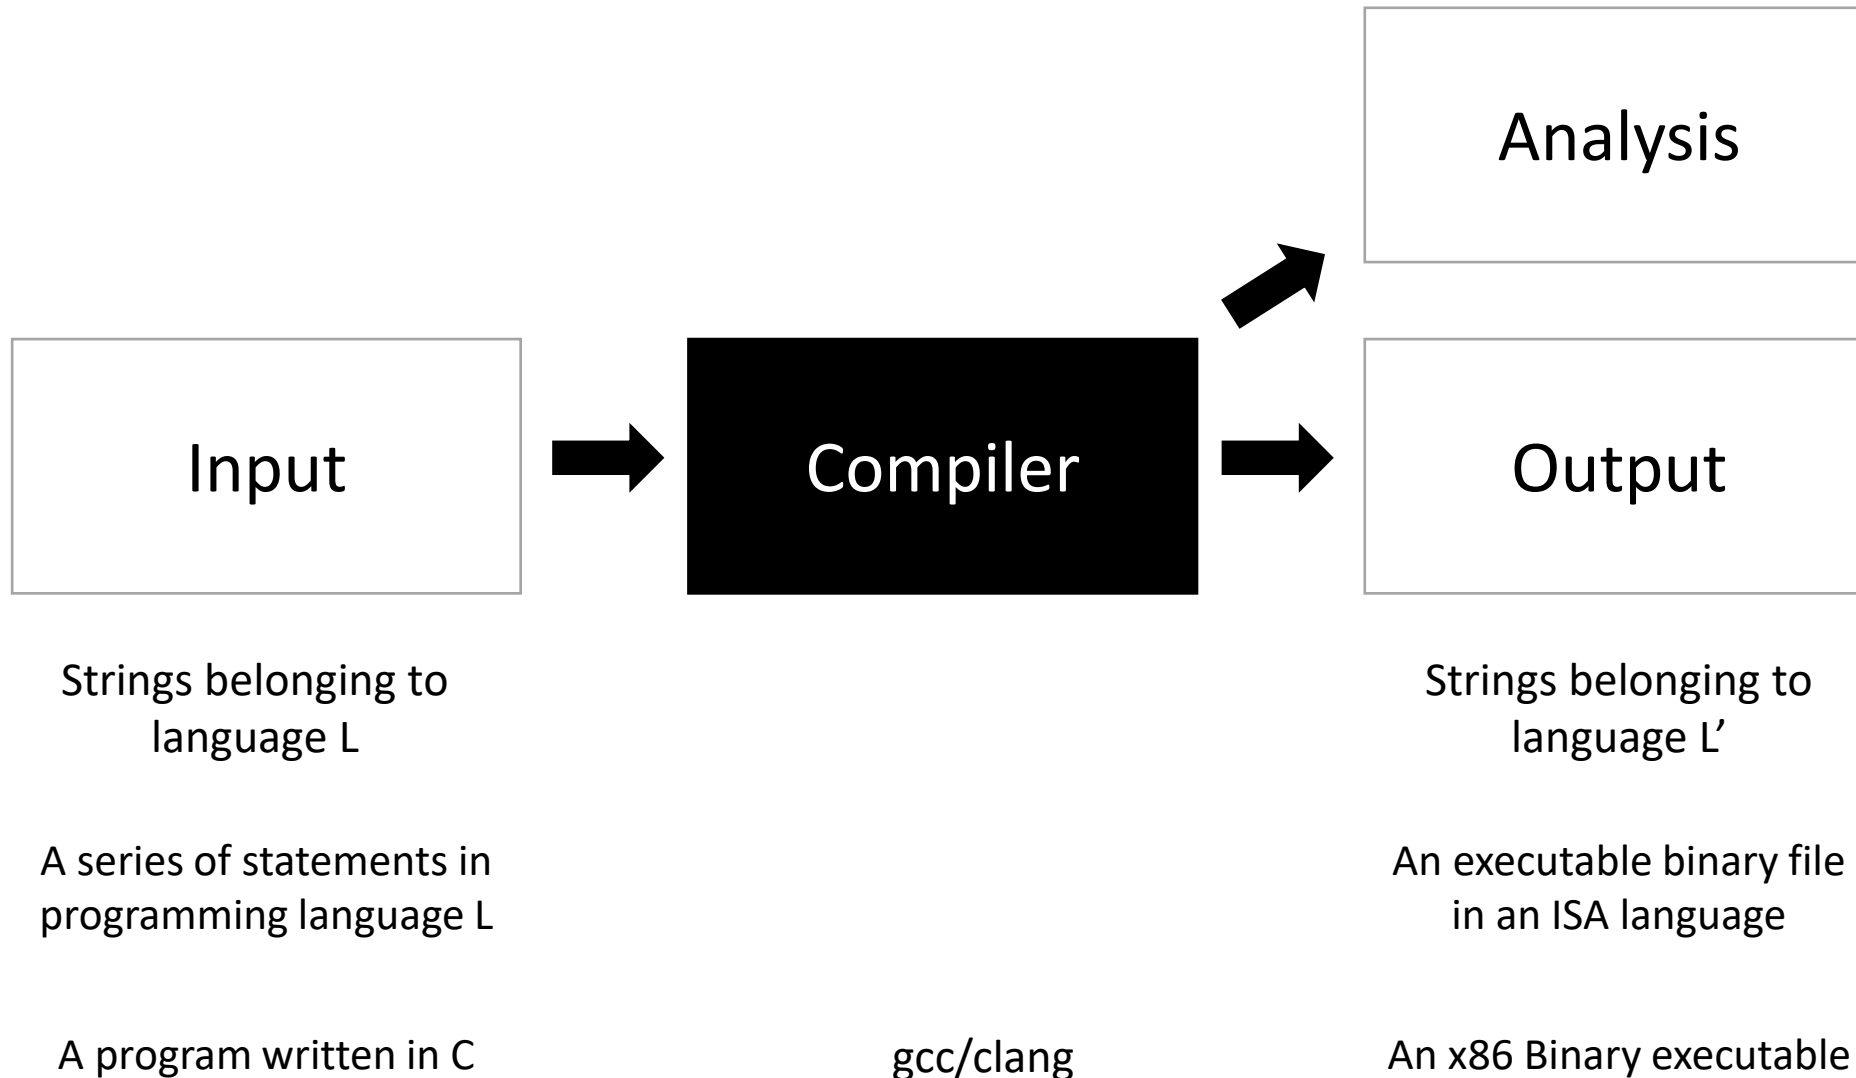 Analysis
Input
Compiler
Output
Strings belonging to
language L
Strings belonging to
language L’
A series of statements in
programming language L
An executable binary file
in an ISA language
A program written in C
gcc/clang
An x86 Binary executable